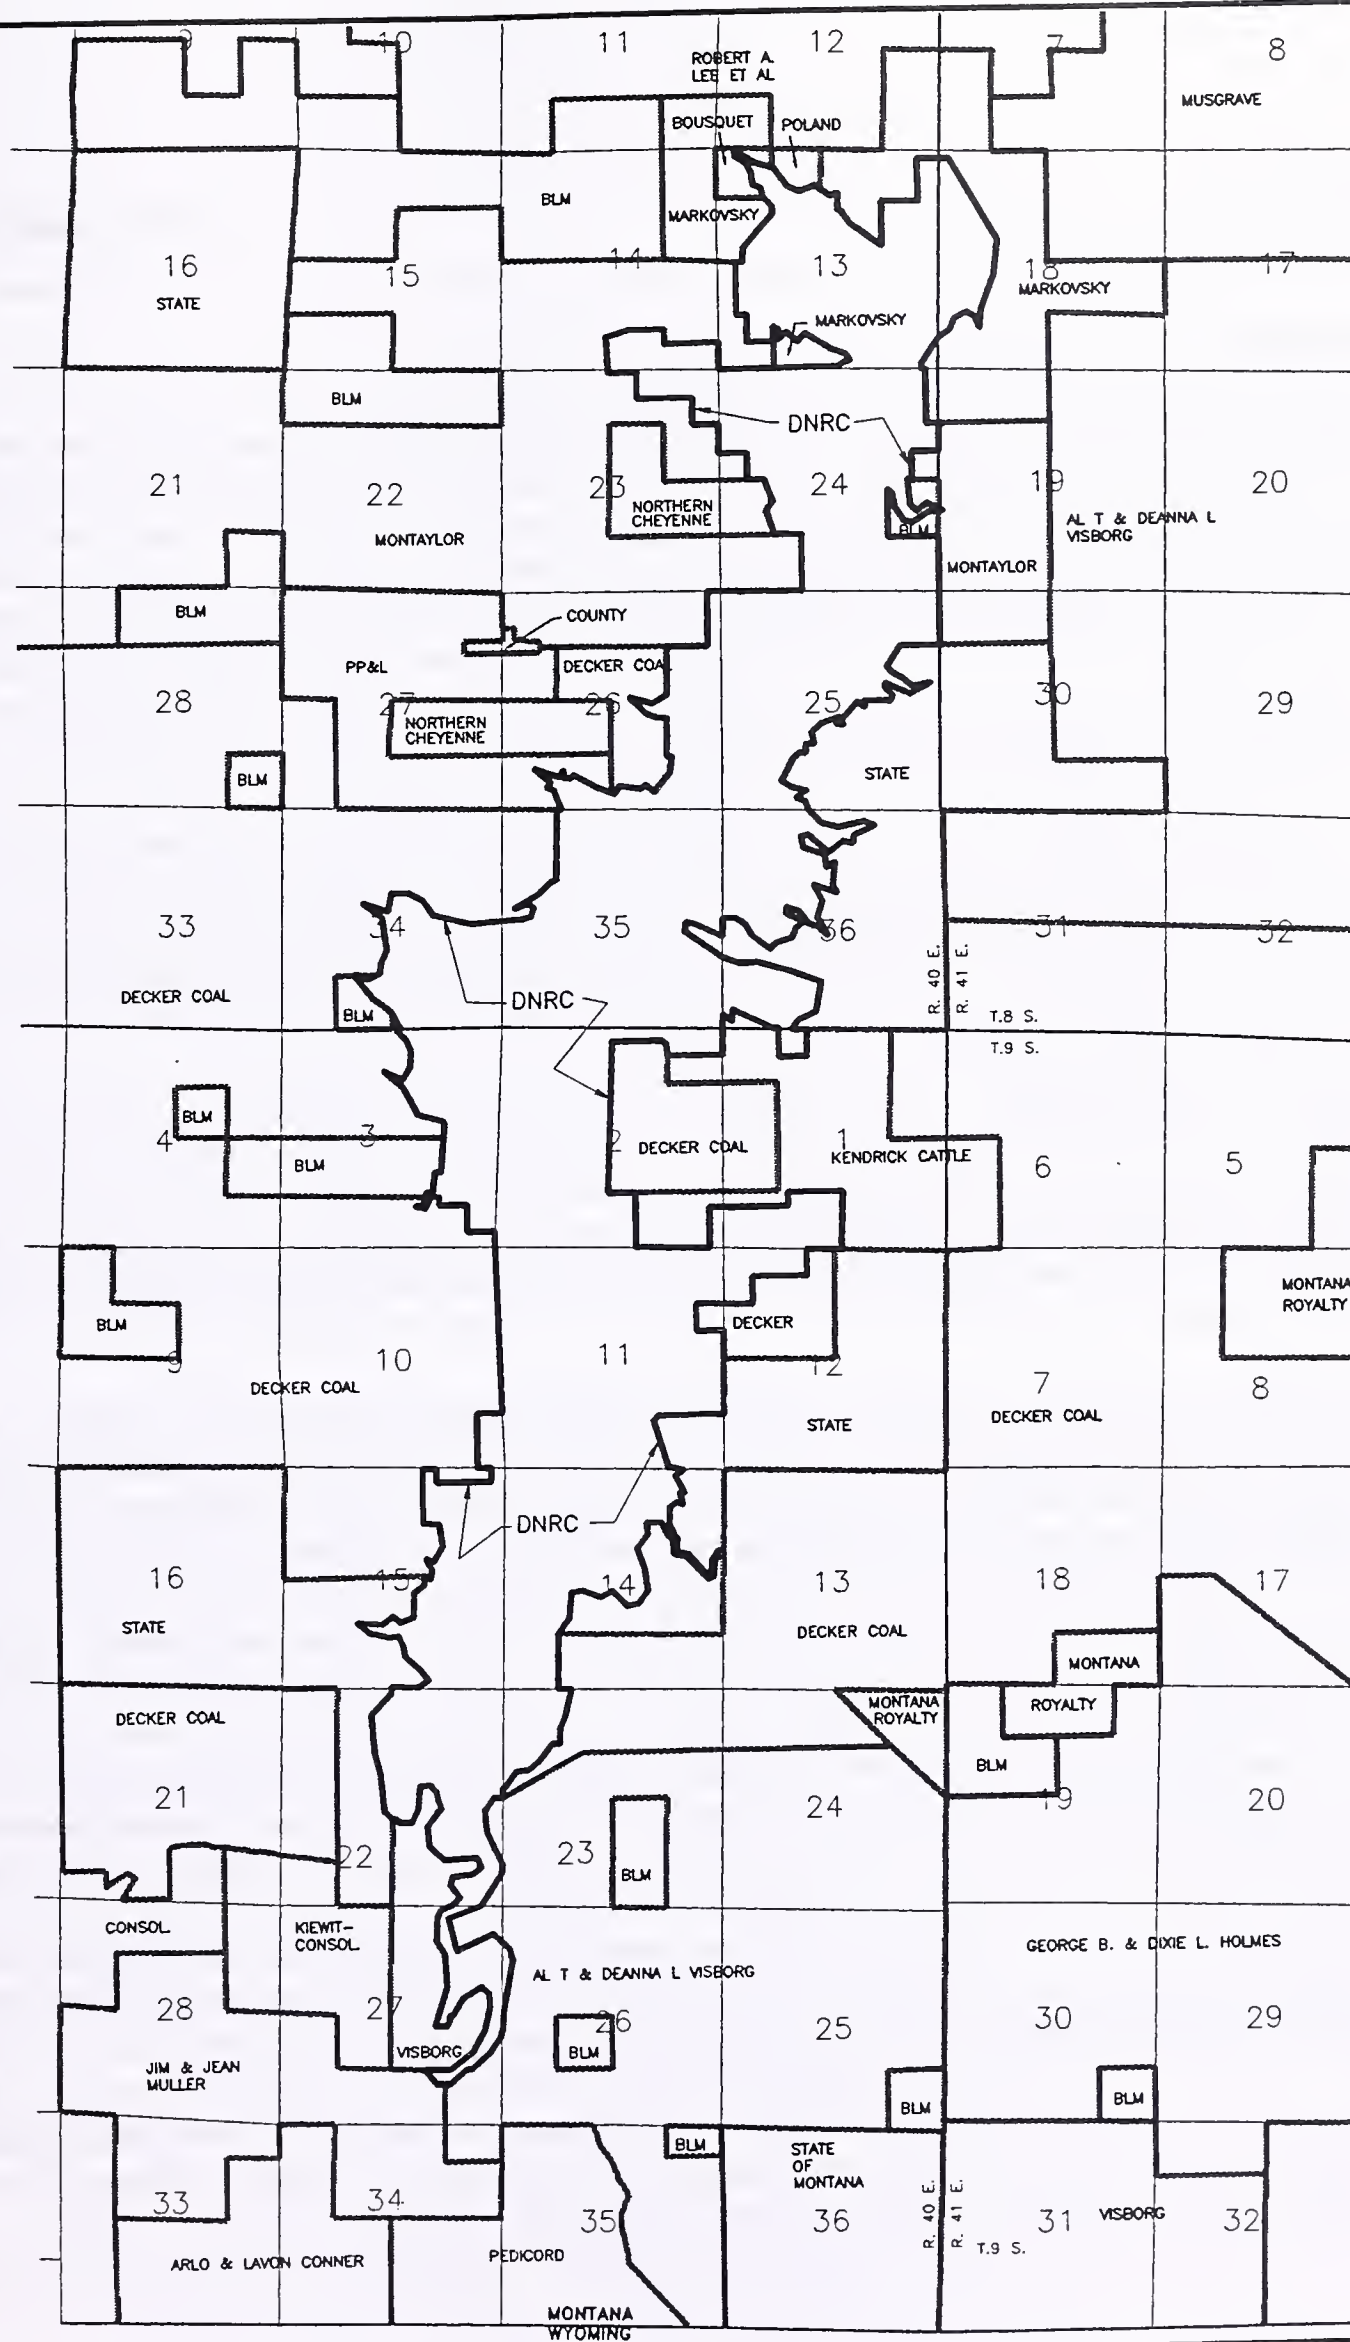 9
10
11
12
7
8
ROBERT A.
LEE ET AL
MUSGRAVE
BOUSQUET
POLAND
BLM
MARKOVSKY
16
STATE
15
14
13
18
MARKOVSKY
17
MARKOVSKY
BLM
DNRC
21
22
23
24
19
20
NORTHERN
CHEYENNE
BLM
AL T & DEANNA L
VISBORG
MONTAYLOR
MONTAYLOR
BLM
COUNTY
PP&L
DECKER COA
28
27
26
25
30
29
NORTHERN
CHEYENNE
BLM
STATE
33
34
35
36
31
32
R. 40 E.
R. 41 E.
DECKER COAL
BLM
DNRC
T.8 S.
T.9 S.
BLM
4
3
2
1
6
5
BLM
DECKER COAL
KENDRICK CATTLE
MONTANA
ROYALTY
BLM
DECKER
9
10
11
12
7
8
DECKER COAL
STATE
DECKER COAL
DNRC
16
15
14
13
18
17
STATE
DECKER COAL
MONTANA
ROYALTY
DECKER COAL
MONTANA
ROYALTY
BLM
21
22
23
24
19
20
BLM
CONSOL
KIEWIT-
CONSOL
GEORGE B. & DIXIE L. HOLMES
AL T & DEANNA L VISBORG
28
27
26
25
30
29
JIM & JEAN
MULLER
VISBORG
BLM
BLM
BLM
BLM
STATE
OF
MONTANA
33
34
35
36
R. 40 E.
R. 41 E.
31
VISBORG
32
T.9 S.
ARLO & LAVON CONNER
PEDICORD
MONTANA
WYOMING